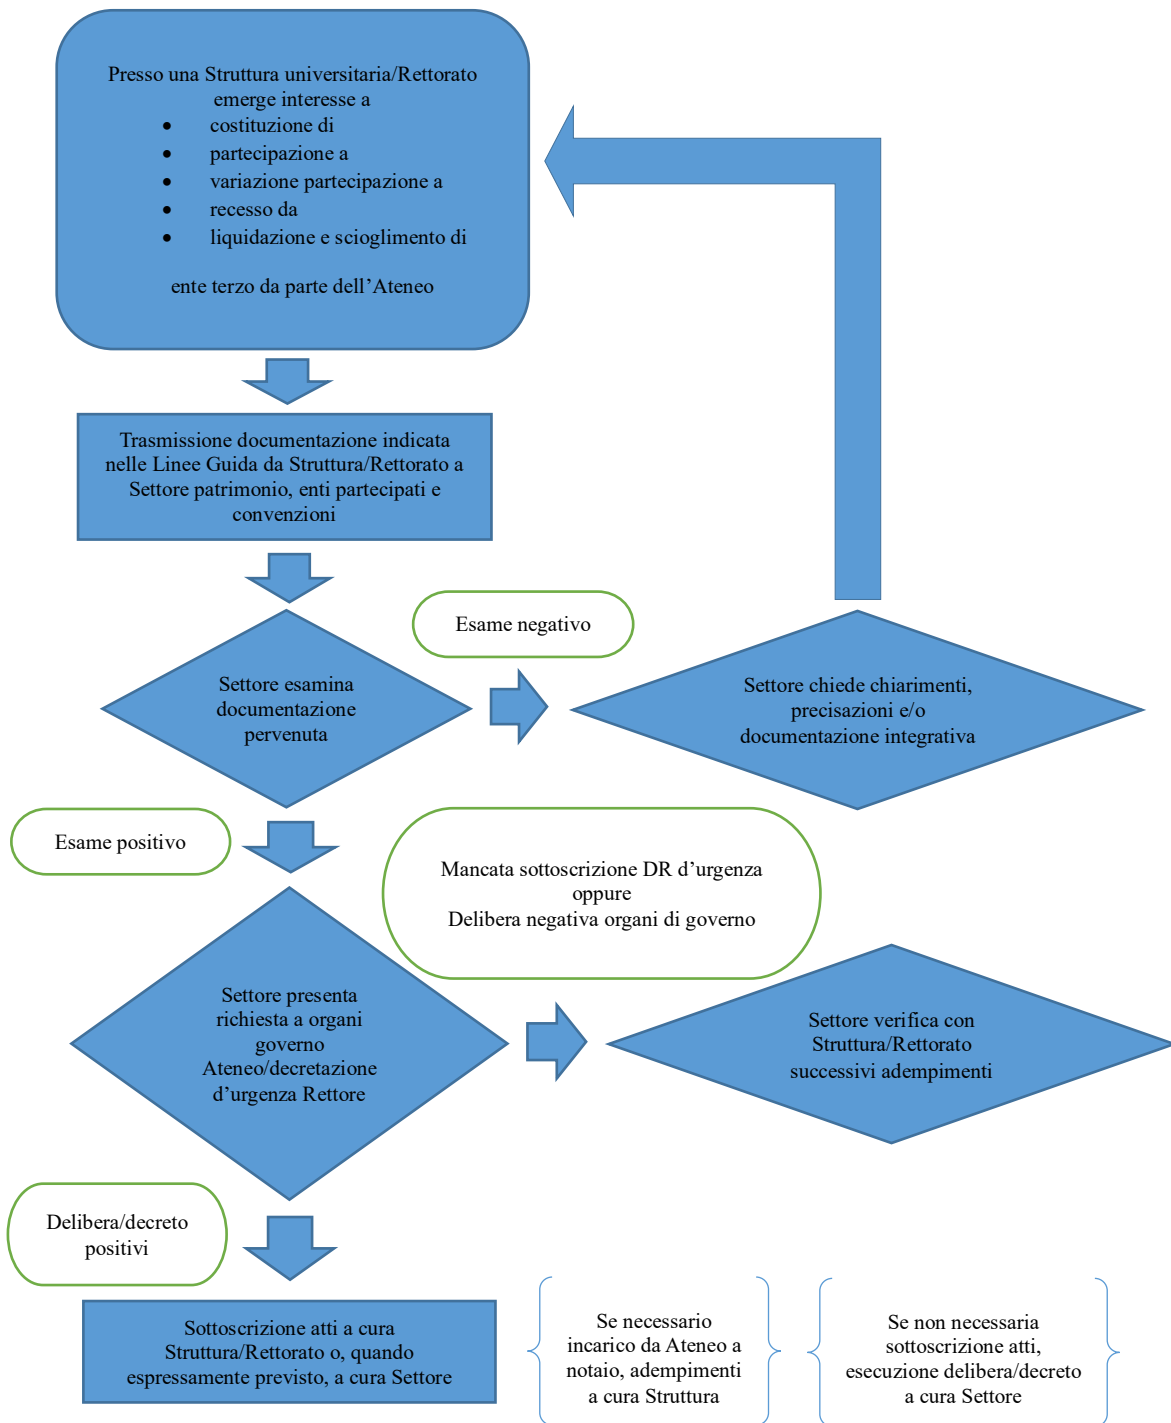 Presso una Struttura universitaria/Rettorato
emerge interesse a
• costituzione di
• partecipazione a
• variazione partecipazione a
• recesso da
• liquidazione e scioglimento di
ente terzo da parte dell’Ateneo
Trasmissione documentazione indicata
nelle Linee Guida da Struttura/Rettorato a
Settore patrimonio, enti partecipati e
convenzioni
Esame negativo
Settore esamina
documentazione
pervenuta
Settore chiede chiarimenti,
precisazioni e/o
documentazione integrativa
Esame positivo
Mancata sottoscrizione DR d’urgenza
oppure
Delibera negativa organi di governo
Settore presenta
richiesta a organi
governo
Ateneo/decretazione
d’urgenza Rettore
Settore verifica con
Struttura/Rettorato
successivi adempimenti
Delibera/decreto
positivi
Sottoscrizione atti a cura
Struttura/Rettorato o, quando
espressamente previsto, a cura Settore
Se necessario
incarico da Ateneo a
notaio, adempimenti
a cura Struttura
Se non necessaria
sottoscrizione atti,
esecuzione delibera/decreto
a cura Settore